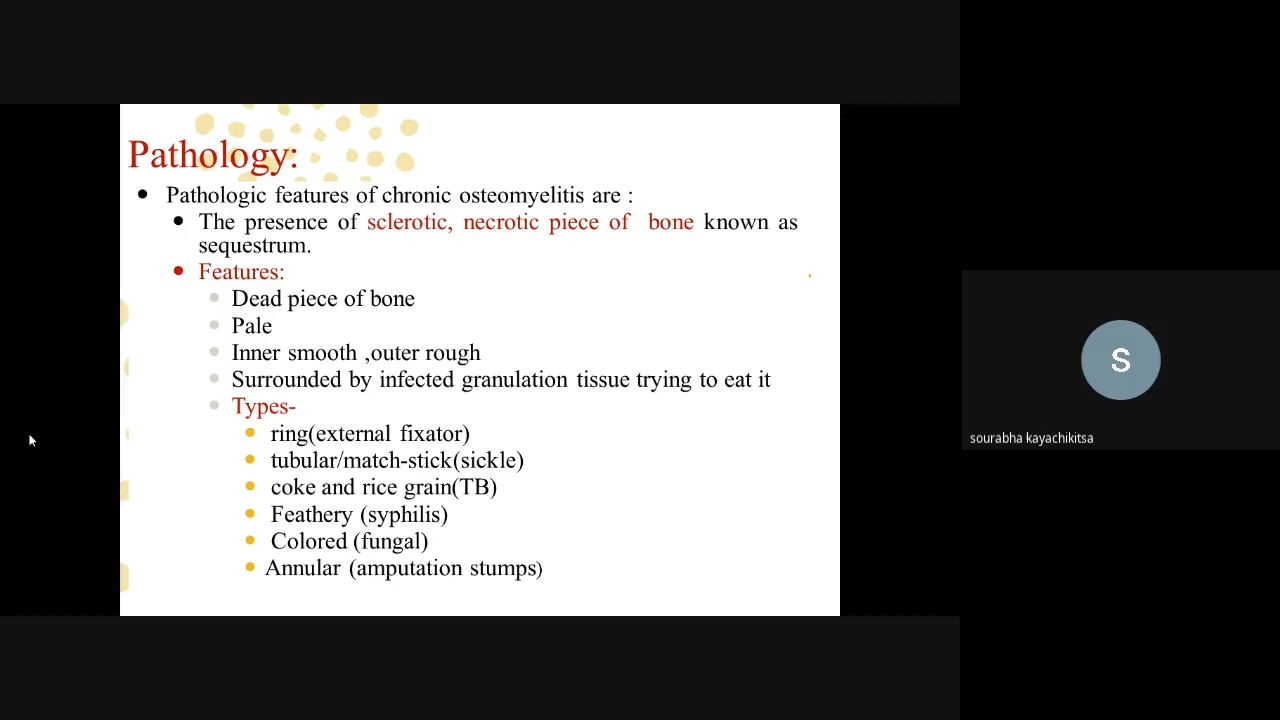 Pathology:
Pathologic features of chronic osteomyelitis are :
The presence of sclerotic, necrotic piece of bone known as
sequestrum.
Features:
Dead piece of bone
Pale
Inner smooth ,outer rough
Surrounded by infected granulation tissue trying to eat it
Types-
ring(external fixator)
tubular/match-stick(sickle)
coke and rice grain(TB)
Feathery (syphilis)
Colored (fungal)
Annular (amputation stumps)
S
sourabha kayachikitsa